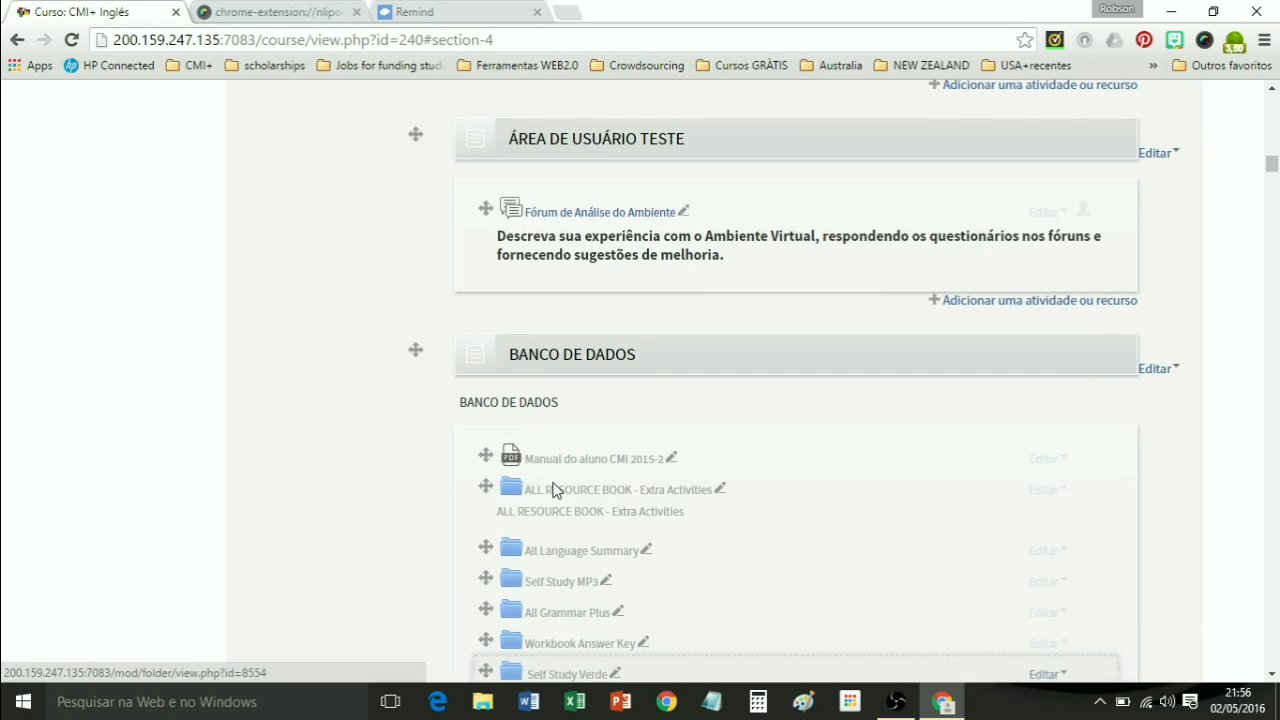 Curso: CMI+ Inglês
chrome-extension://nlipo
Remind
Robson
200.159.247.135:7083/course/view.php?id=240#section-4
3.50
Apps
HP Connected
CMI+
scholarships
Jobs for funding stud
Ferramentas WEB2.0
Crowdsourcing
Cursos GRÀTIS
Australia
NEW ZEALAND
USA+recentes
»
Outros favoritos
Adicionar uma atividade ou recurso
ÁREA DE USUÁRIO TESTE
Editar
Fórum de Análise do Ambiente
Editar
Descreva sua experiência com o Ambiente Virtual, respondendo os questionários nos fóruns e
fornecendo sugestões de melhoria.
Adicionar uma atividade ou recurso
BANCO DE DADOS
Editar
BANCO DE DADOS
PDF
Manual do aluno CMI 2015-2
Editar
ALL RESOURCE BOOK - Extra Activities
Editar
ALL RESOURCE BOOK - Extra Activities
All Language Summary
Editar
Self Study MP3
Editar
All Grammar Plus
Editar
Workbook Answer Key
Editar
Self Study Verde
Editar
200.159.247.135:7083/mod/folder/view.php?id=8554
Pesquisar na Web e no Windows
21:56
02/05/2016